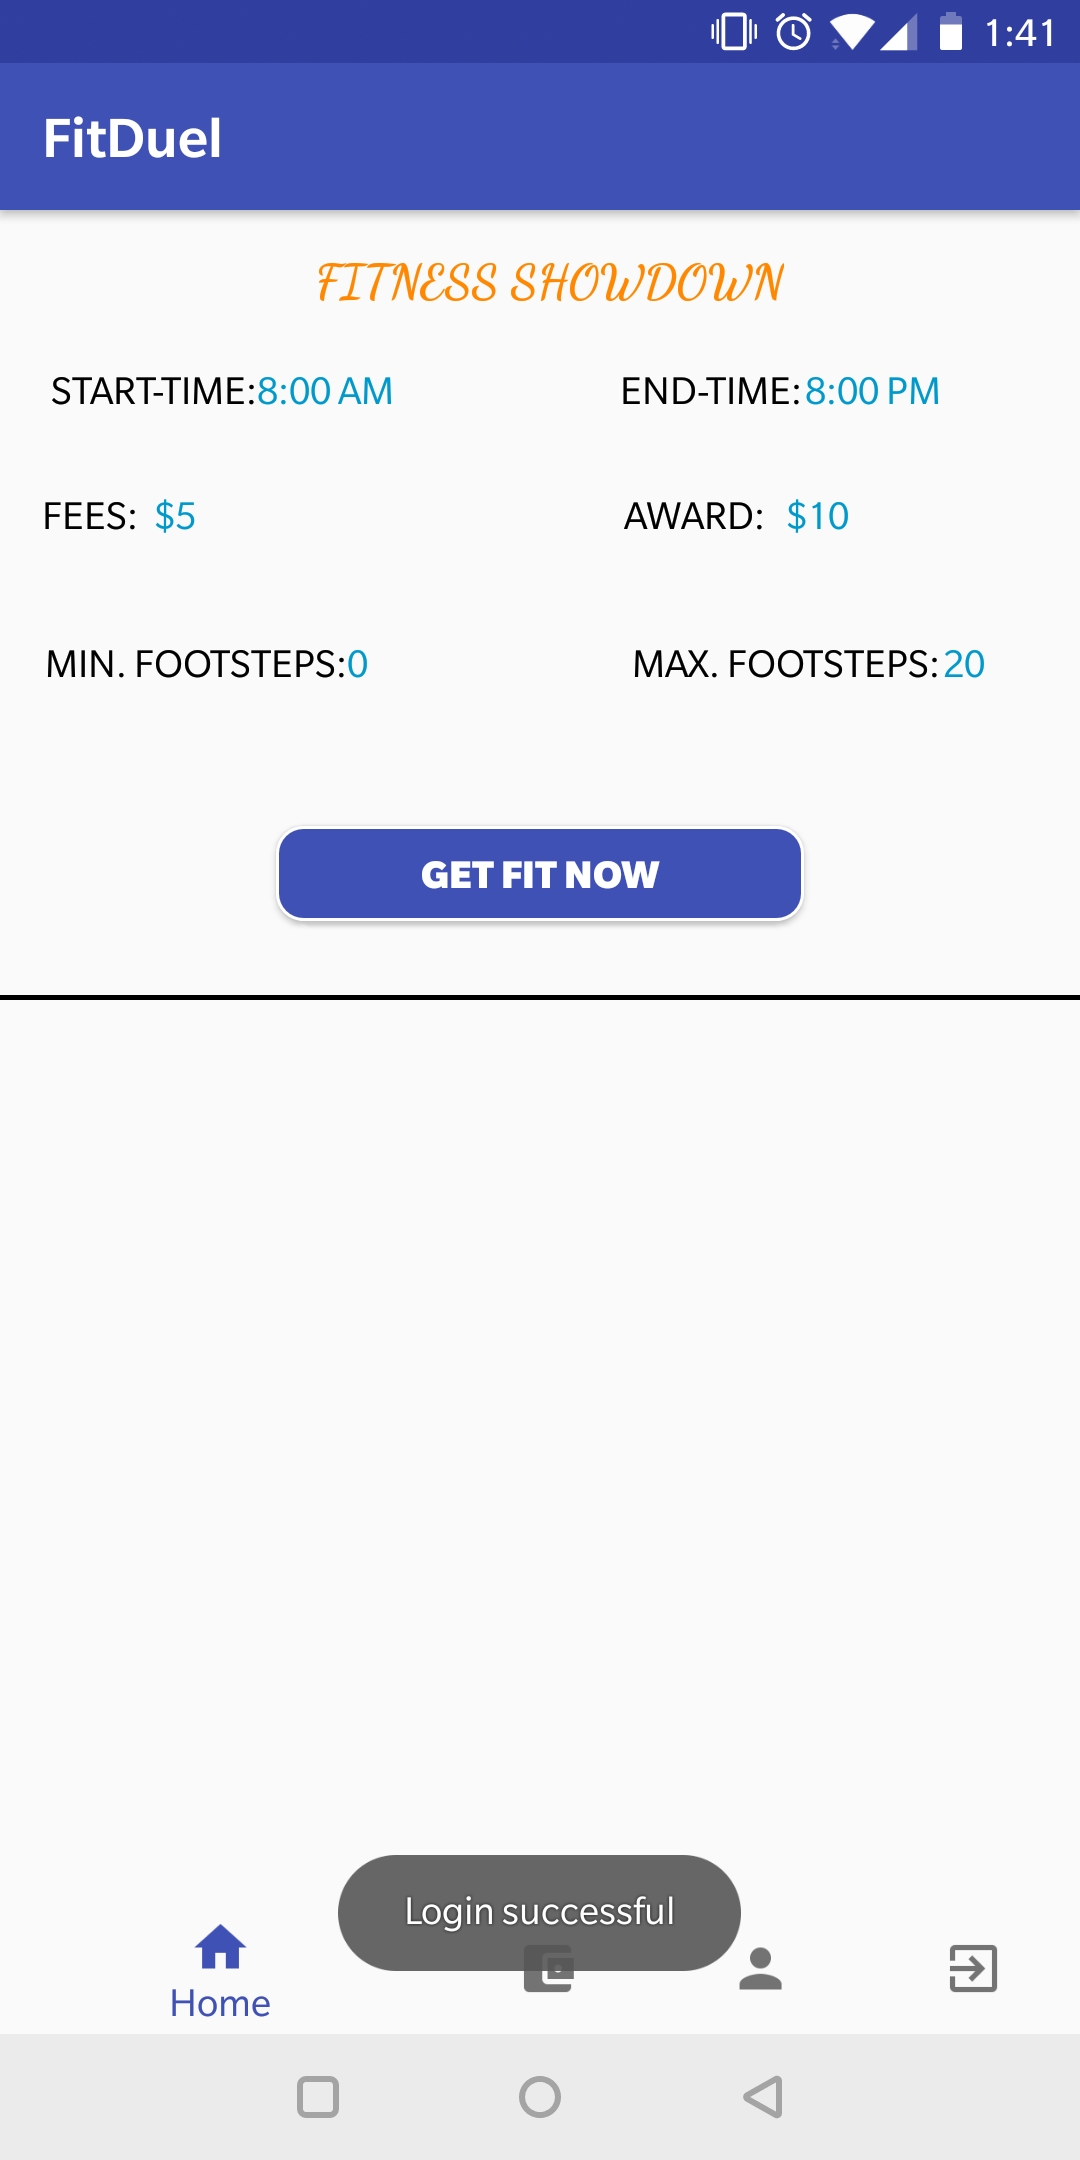 1:41
FitDuel
FITNESS SHOWDOWN
START-TIME:8:00 AM END-TIME:8:00 PM
FEES: $5 AWARD: $10
MIN. FOOTSTEPS:0 MAX. FOOTSTEPS:20
GET FIT NOW
Login successful
Home